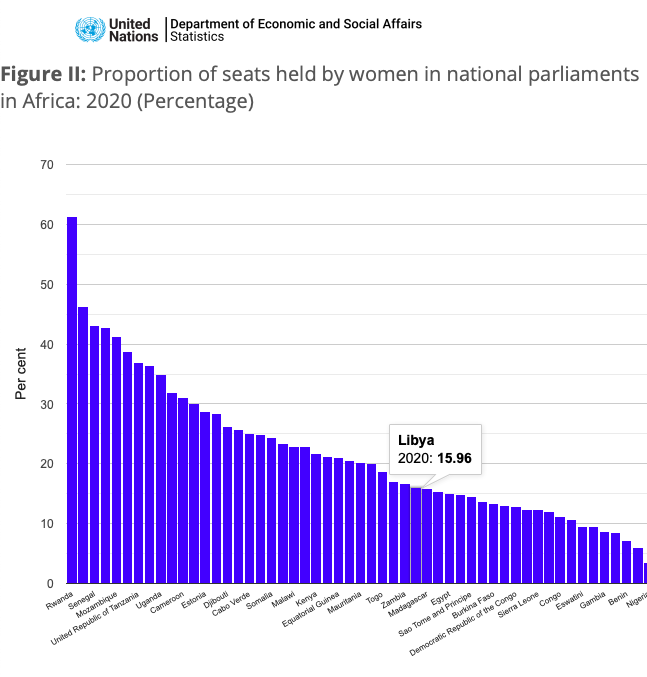 United
Nations
Department of Economic and Social Affairs
Statistics
Figure II: Proportion of seats held by women in national parliaments
in Africa: 2020 (Percentage)
70
60
50
40
30
20
10
0
Per cent
Libya
2020: 15.96
Rwanda
Senegal
Mozambique
United Republic of Tanzania
Uganda
Cameroon
Estonia
Djibouti
Cabo Verde
Somalia
Malawi
Kenya
Equatorial Guinea
Mauritania
Togo
Zambia
Madagascar
Egypt
Sao Tome and Principe
Burkina Faso
Democratic Republic of the Congo
Sierra Leone
Congo
Eswatini
Gambia
Benin
Nigeria